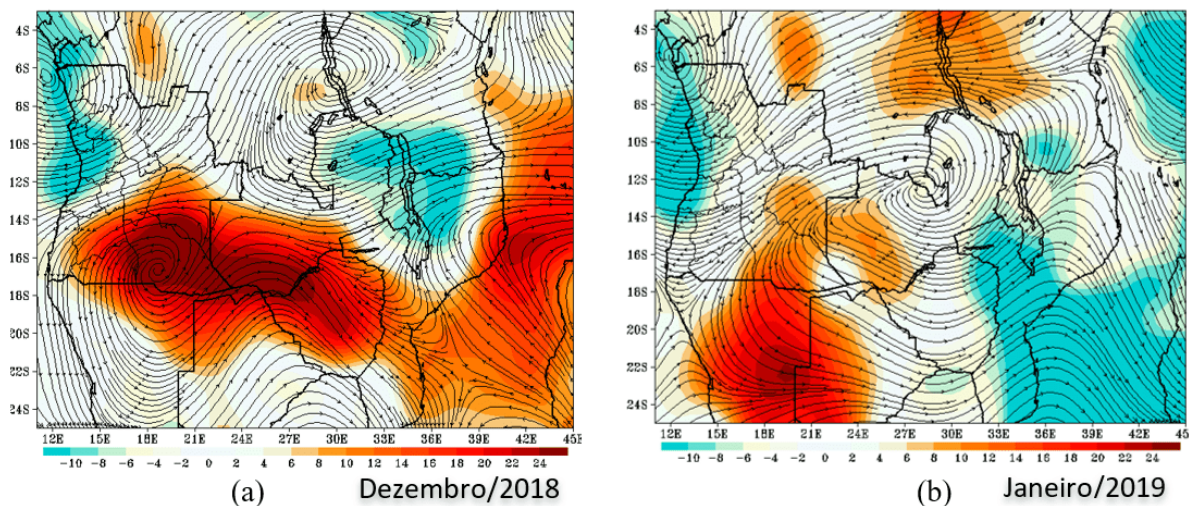 4S
6S
8S
10S
12S
14S
16S
18S
20S
22S
24S
12E 15E 18E 21E 24E 27E 30E 33E 36E 39E 42E 45E
-10 -8 -6 -4 -2 0 2 4 6 8 10 12 14 16 18 20 22 24
(a) Dezembro/2018
4S
6S
8S
10S
12S
14S
16S
18S
20S
22S
24S
12E 15E 18E 21E 24E 27E 30E 33E 36E 39E 42E 45
-10 -8 -6 -4 -2 0 2 4 6 8 10 12 14 16 18 20 22 24
(b) Janeiro/2019